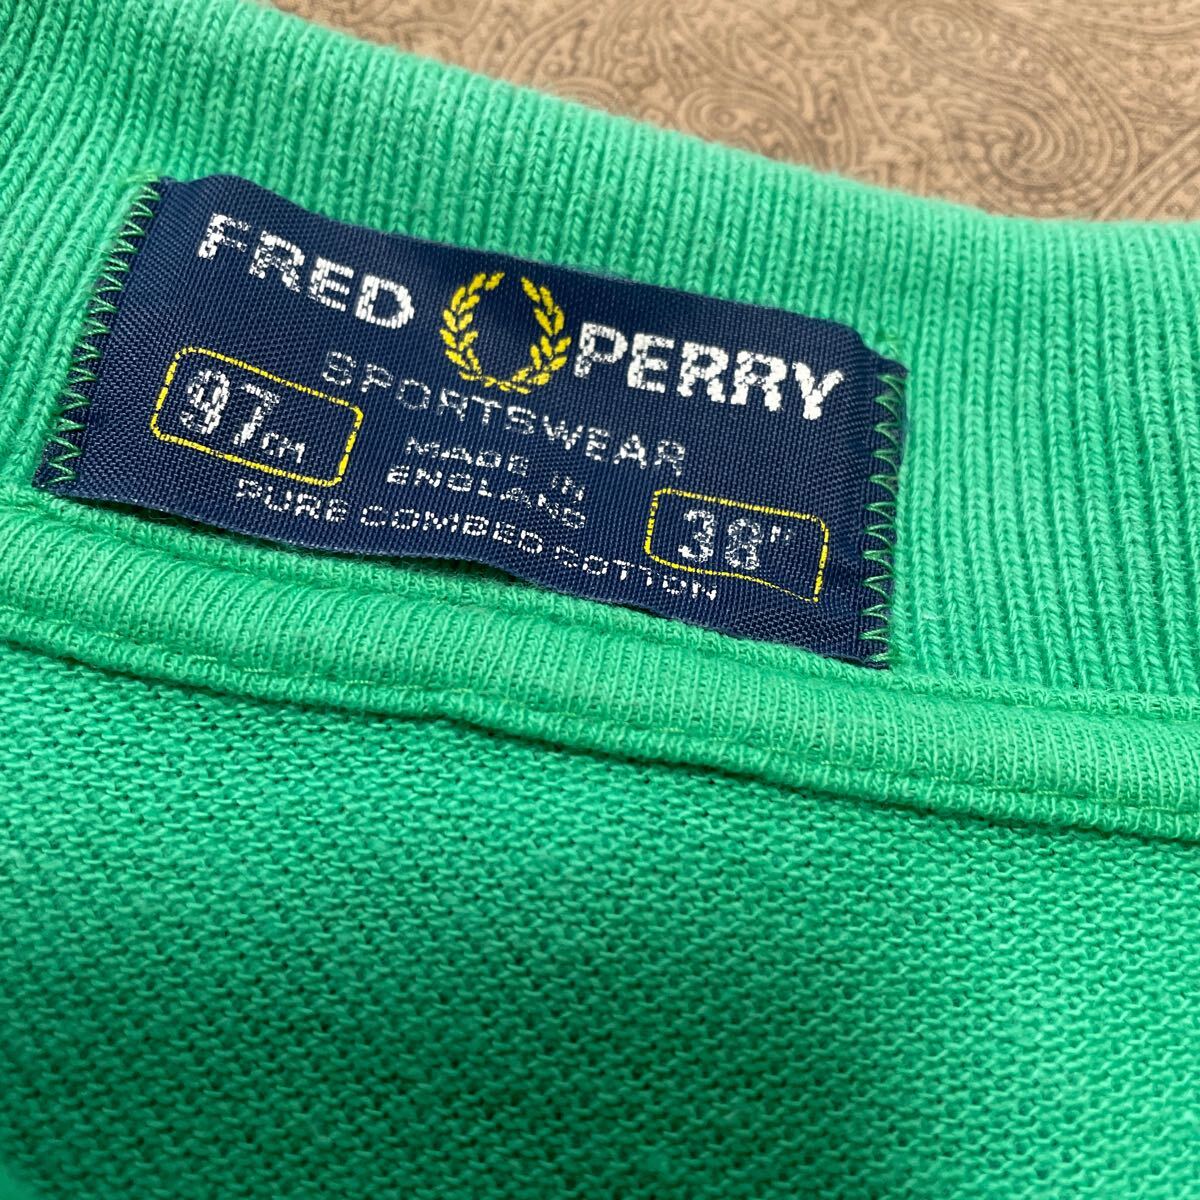 FRED PERRY
SPORTSWEAR
97cm
MADE IN
ENGLAND
38"
PURE COMBED COTTON